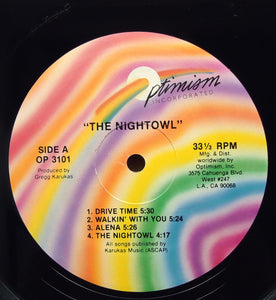 Optimism
INCORPORATED
"THE NIGHTOWL"
SIDE A
OP 3101
Produced by
Gregg Karukas
33⅓ RPM
Mfg. & Dist.
worldwide by
Optimism, Inc.
3575 Cahuenga Blvd.
West #247
L.A., CA 90068
1. DRIVE TIME 5:30
2. WALKIN' WITH YOU 5:24
3. ALENA 5:26
4. THE NIGHTOWL 4:17
All songs published by
Karukas Music (ASCAP)